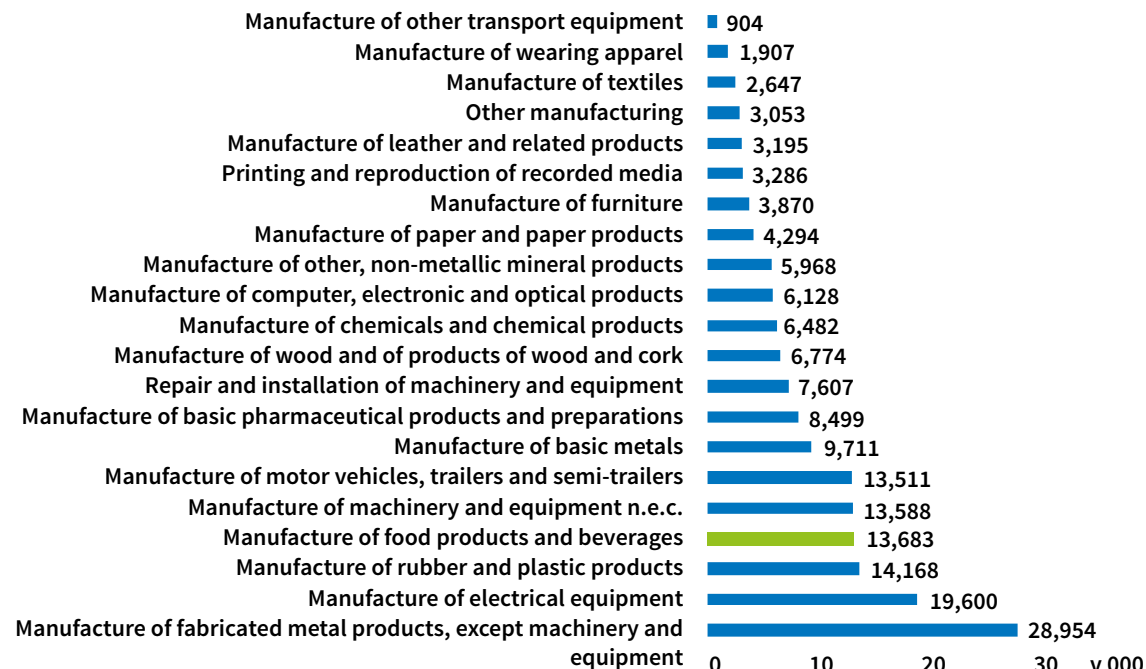 Manufacture of other transport equipment 904
Manufacture of wearing apparel 1,907
Manufacture of textiles 2,647
Other manufacturing 3,053
Manufacture of leather and related products 3,195
Printing and reproduction of recorded media 3,286
Manufacture of furniture 3,870
Manufacture of paper and paper products 4,294
Manufacture of other, non-metallic mineral products 5,968
Manufacture of computer, electronic and optical products 6,128
Manufacture of chemicals and chemical products 6,482
Manufacture of wood and of products of wood and cork 6,774
Repair and installation of machinery and equipment 7,607
Manufacture of basic pharmaceutical products and preparations 8,499
Manufacture of basic metals 9,711
Manufacture of motor vehicles, trailers and semi-trailers 13,511
Manufacture of machinery and equipment n.e.c. 13,588
Manufacture of food products and beverages 13,683
Manufacture of rubber and plastic products 14,168
Manufacture of electrical equipment 19,600
Manufacture of fabricated metal products, except machinery and 28,954
equipment 0 10 20 30 v 000